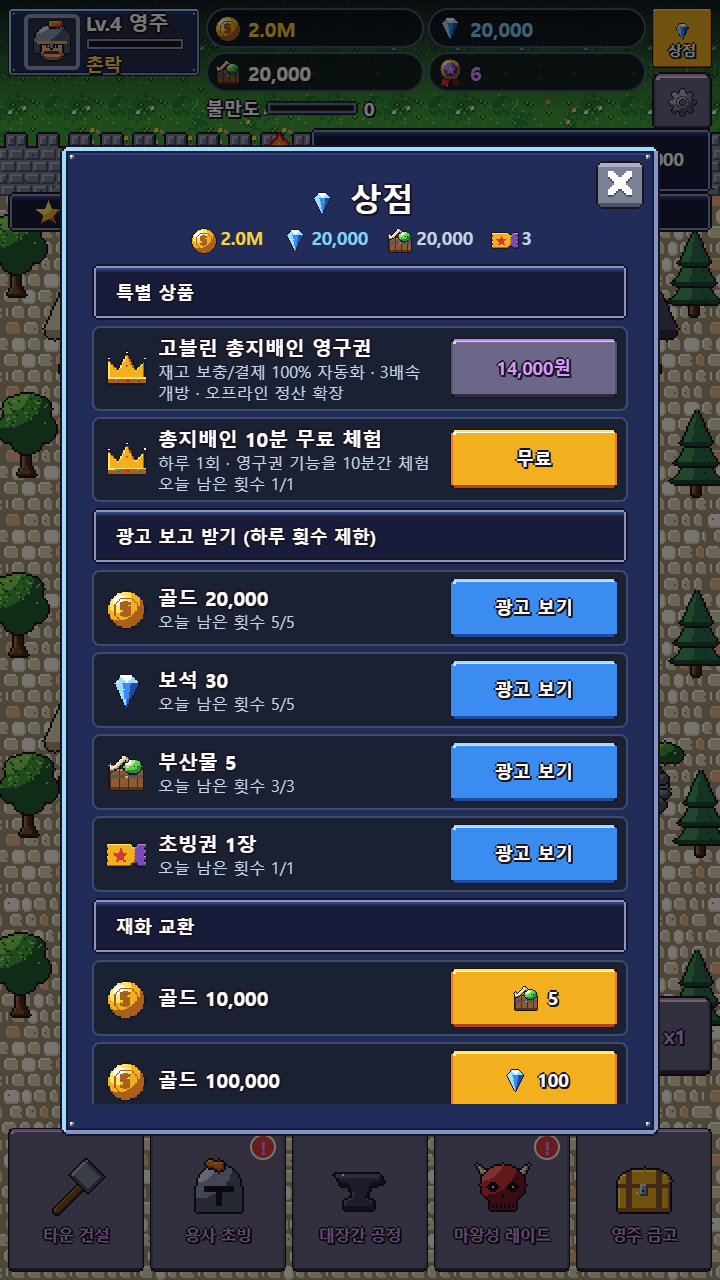 Lv.4 영주
촌락
2.0M
20,000
상점
20,000
6
불만도
0
000
상점
2.0M
20,000
20,000
3
특별 상품
고블린 총지배인 영구권
재고 보충/결제 100% 자동화 · 3배속
개방 · 오프라인 정산 확장
14,000원
총지배인 10분 무료 체험
하루 1회 · 영구권 기능을 10분간 체험
오늘 남은 횟수 1/1
무료
광고 보고 받기 (하루 횟수 제한)
골드 20,000
오늘 남은 횟수 5/5
광고 보기
보석 30
오늘 남은 횟수 5/5
광고 보기
부산물 5
오늘 남은 횟수 3/3
광고 보기
초빙권 1장
오늘 남은 횟수 1/1
광고 보기
재화 교환
골드 10,000
5
골드 100,000
100
x1
타운 건설
용사 초빙
대장간 공정
마왕성 레이드
영주 금고